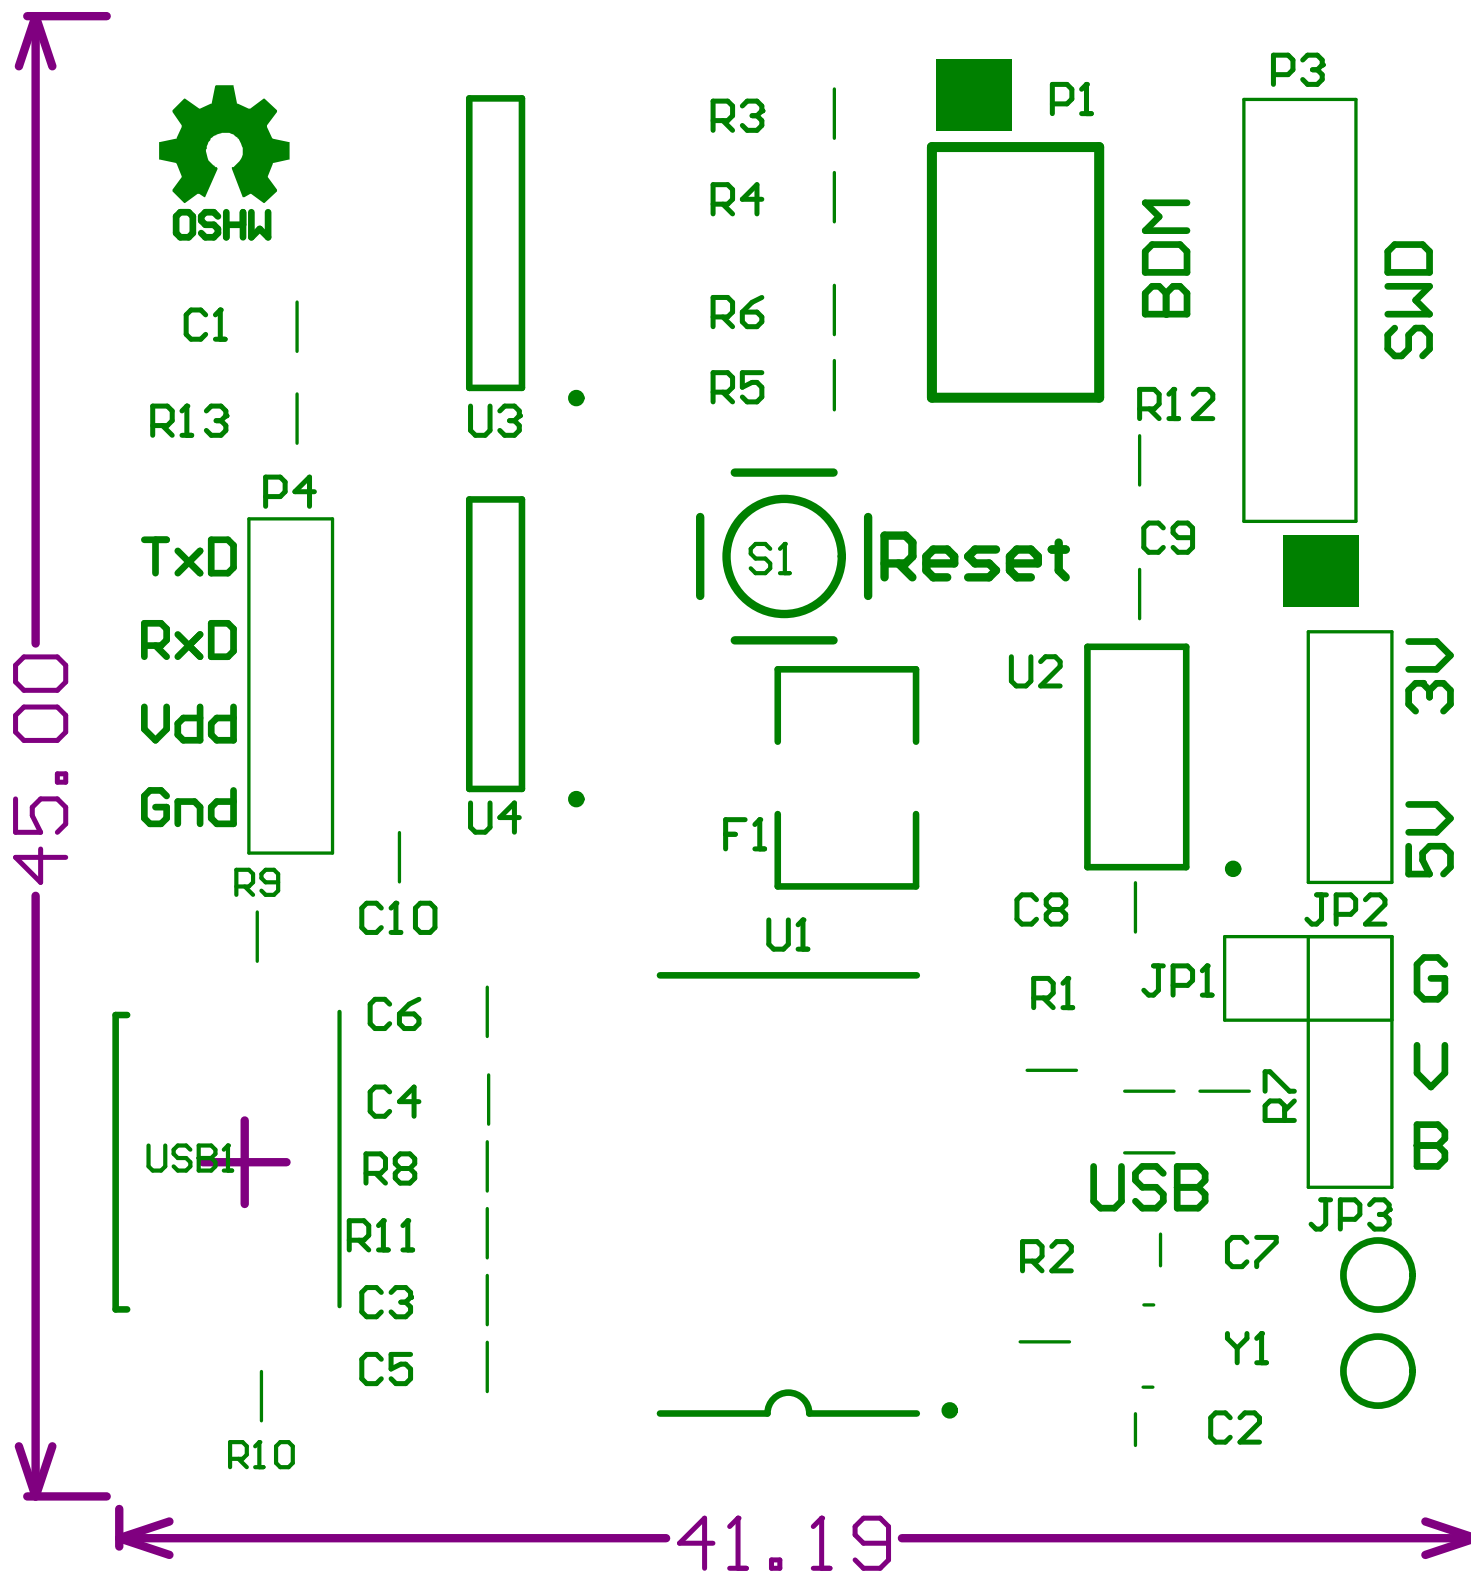 P3
R3
P1
R4
OSHW
BDM
SWD
C1
R6
R5
R13
U3
R12
P4
C9
TxD
S1
Reset
RxD
U2
3V
45.00
Vdd
Gnd
U4
F1
5V
R9
C10
C8
JP2
U1
G
JP1
R1
C6
V
C4
R7
B
USB1
R8
USB
R11
JP3
R2
C7
C3
Y1
C5
C2
R10
41.19